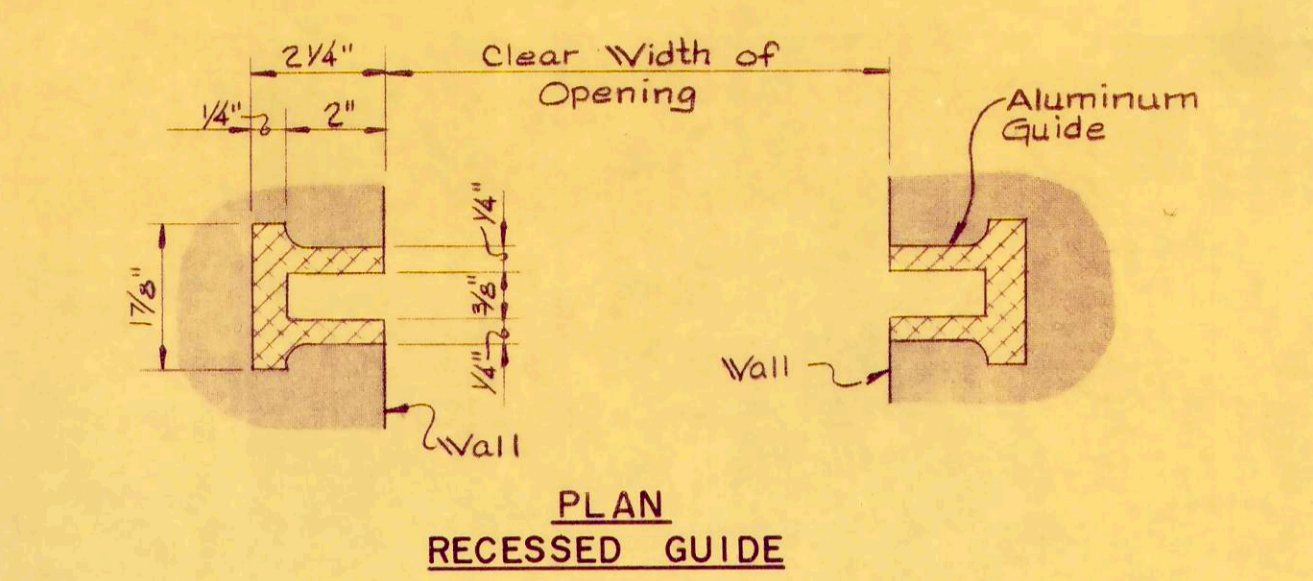 2 1/4"
Clear Width of
Opening
1/4"
2"
Aluminum
Guide
1/4"
1 7/8"
3/8"
1/4"
Wall
Wall
PLAN
RECESSED GUIDE